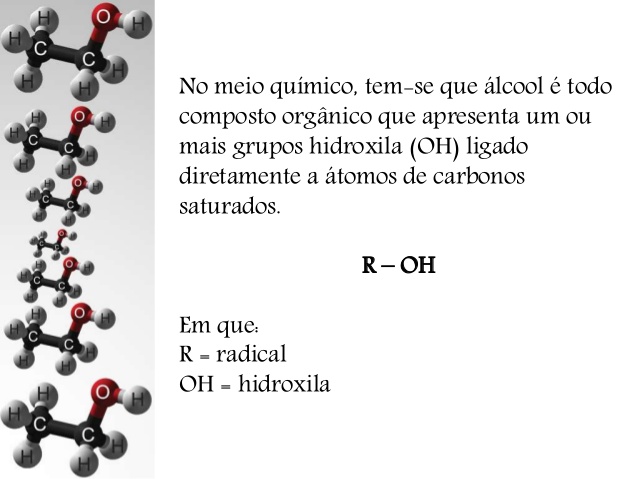 No meio químico, tem-se que álcool é todo
composto orgânico que apresenta um ou
mais grupos hidroxila (OH) ligado
diretamente a átomos de carbonos
saturados.
R – OH
Em que:
R = radical
OH = hidroxila